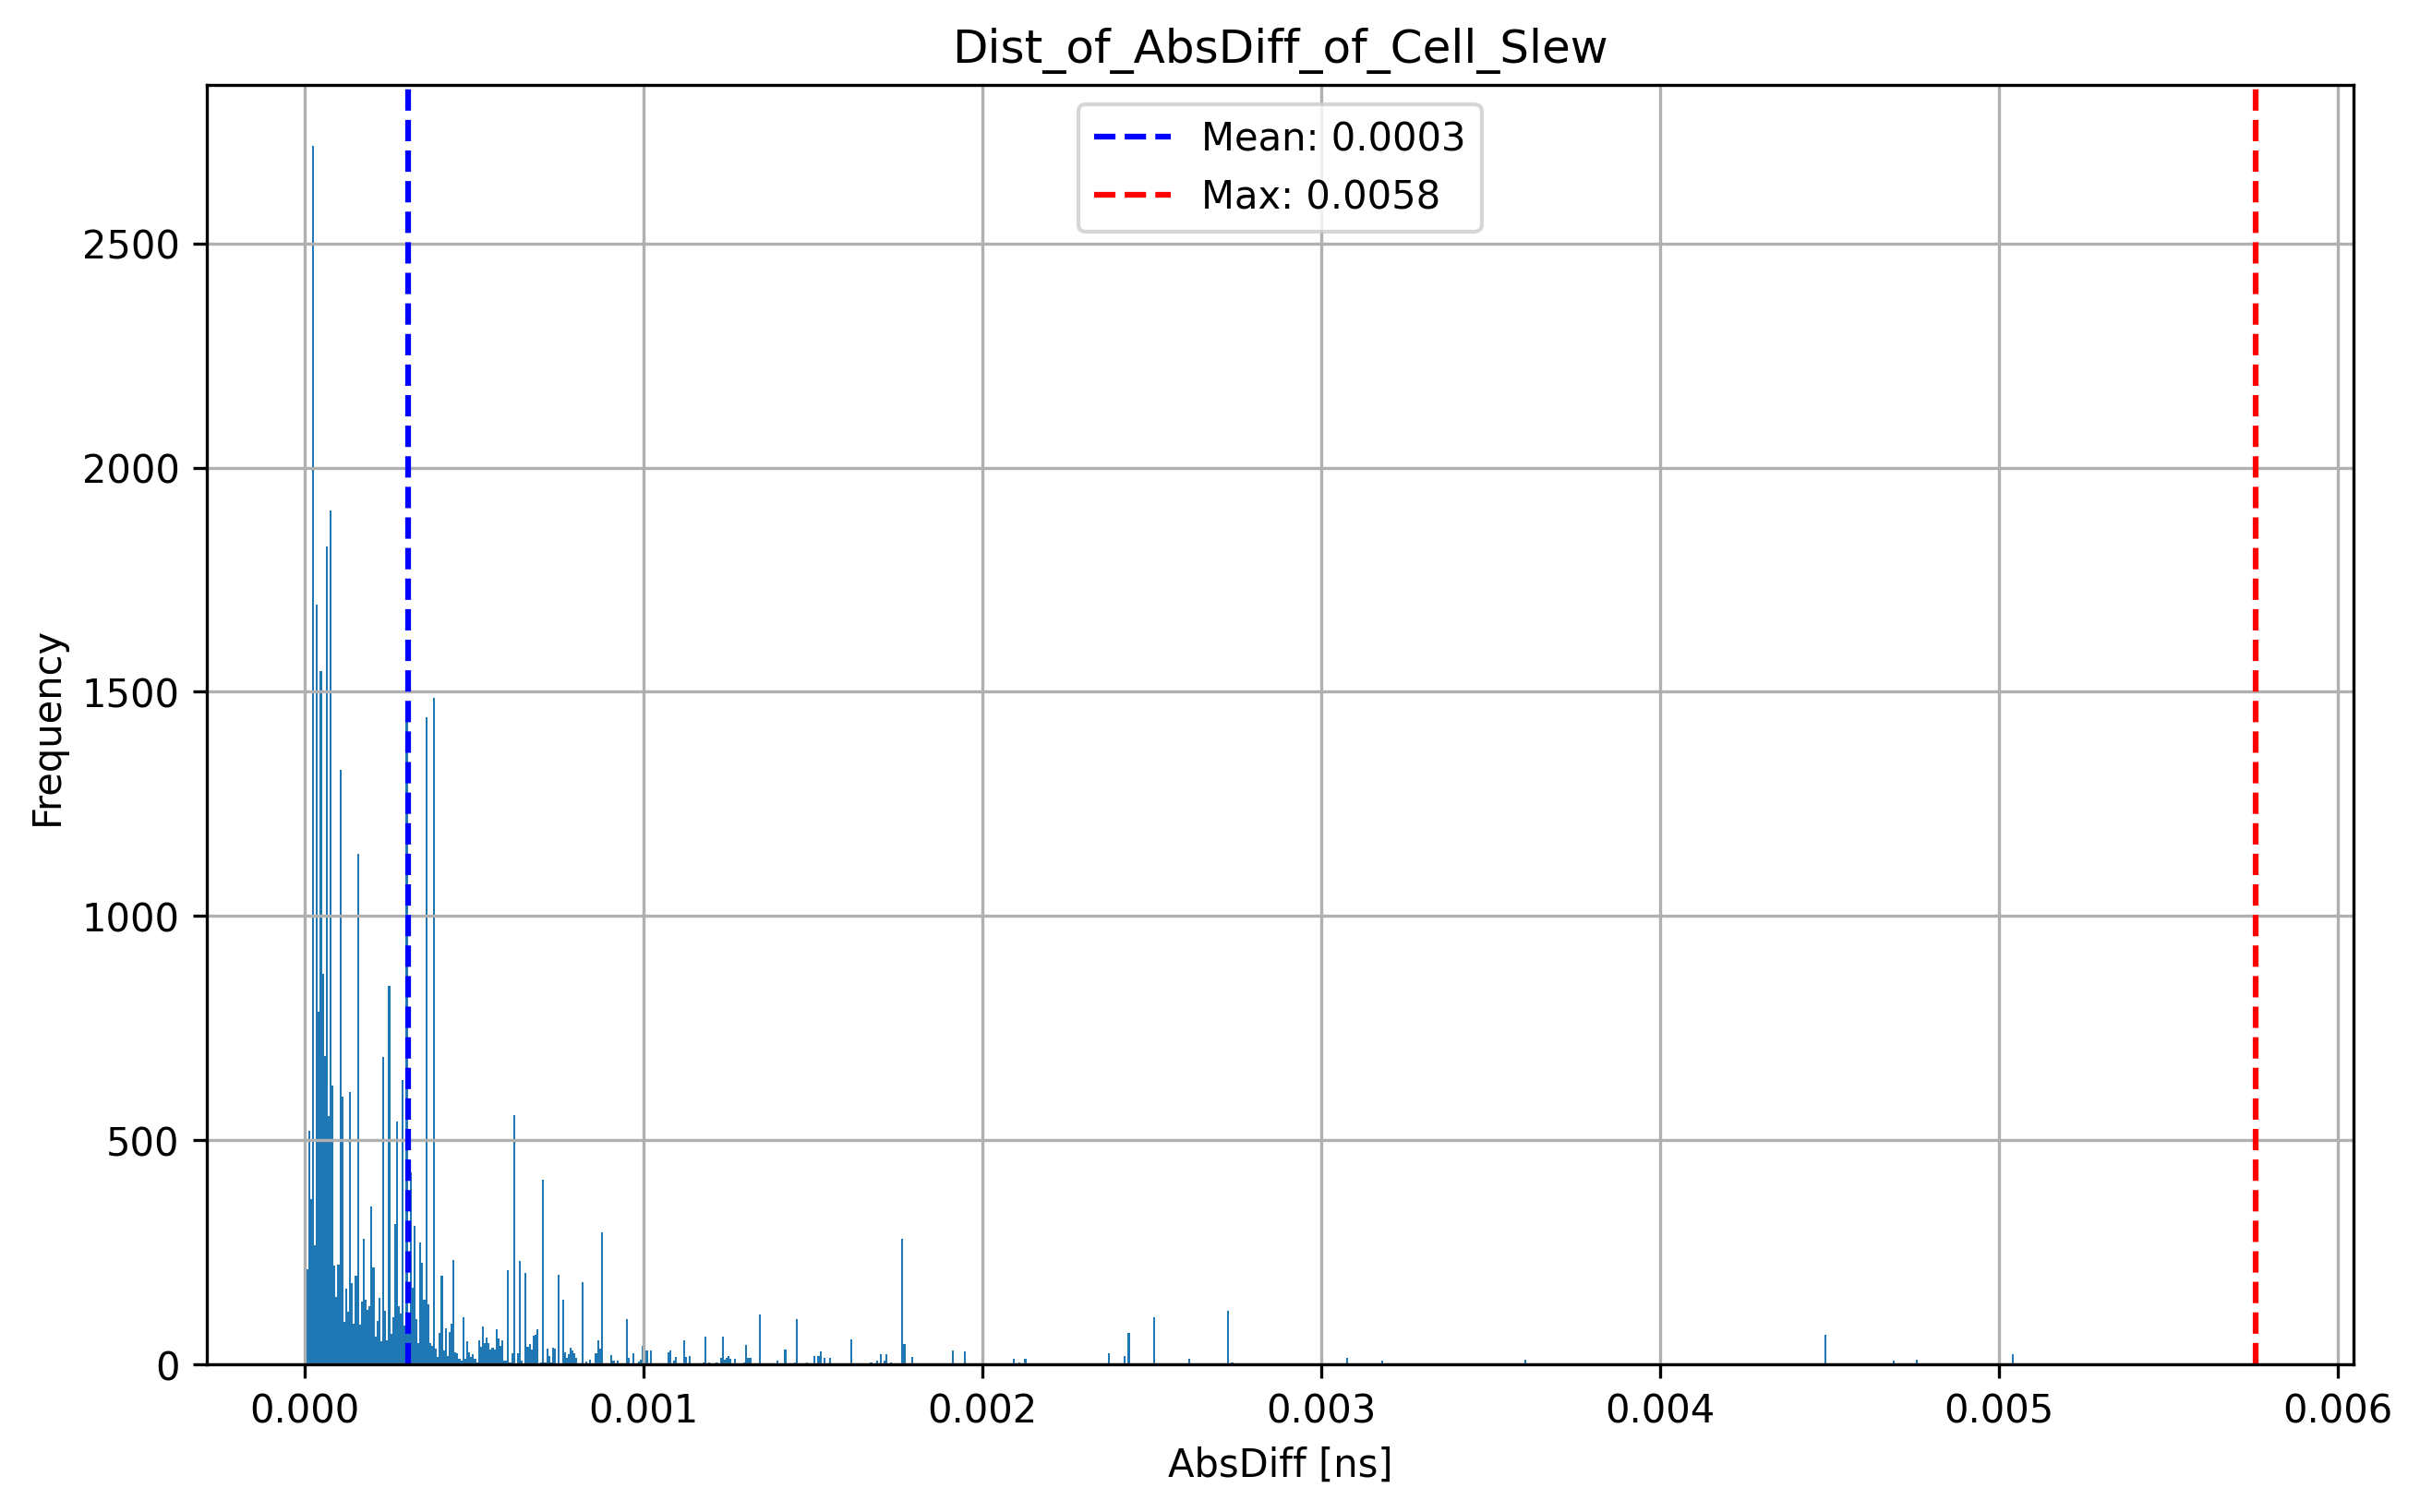 Dist_of_AbsDiff_of_Cell_Slew
Mean: 0.0003
Max: 0.0058
Frequency
2500
2000
1500
1000
500
0
0.000 0.001 0.002 0.003 0.004 0.005 0.006
AbsDiff [ns]